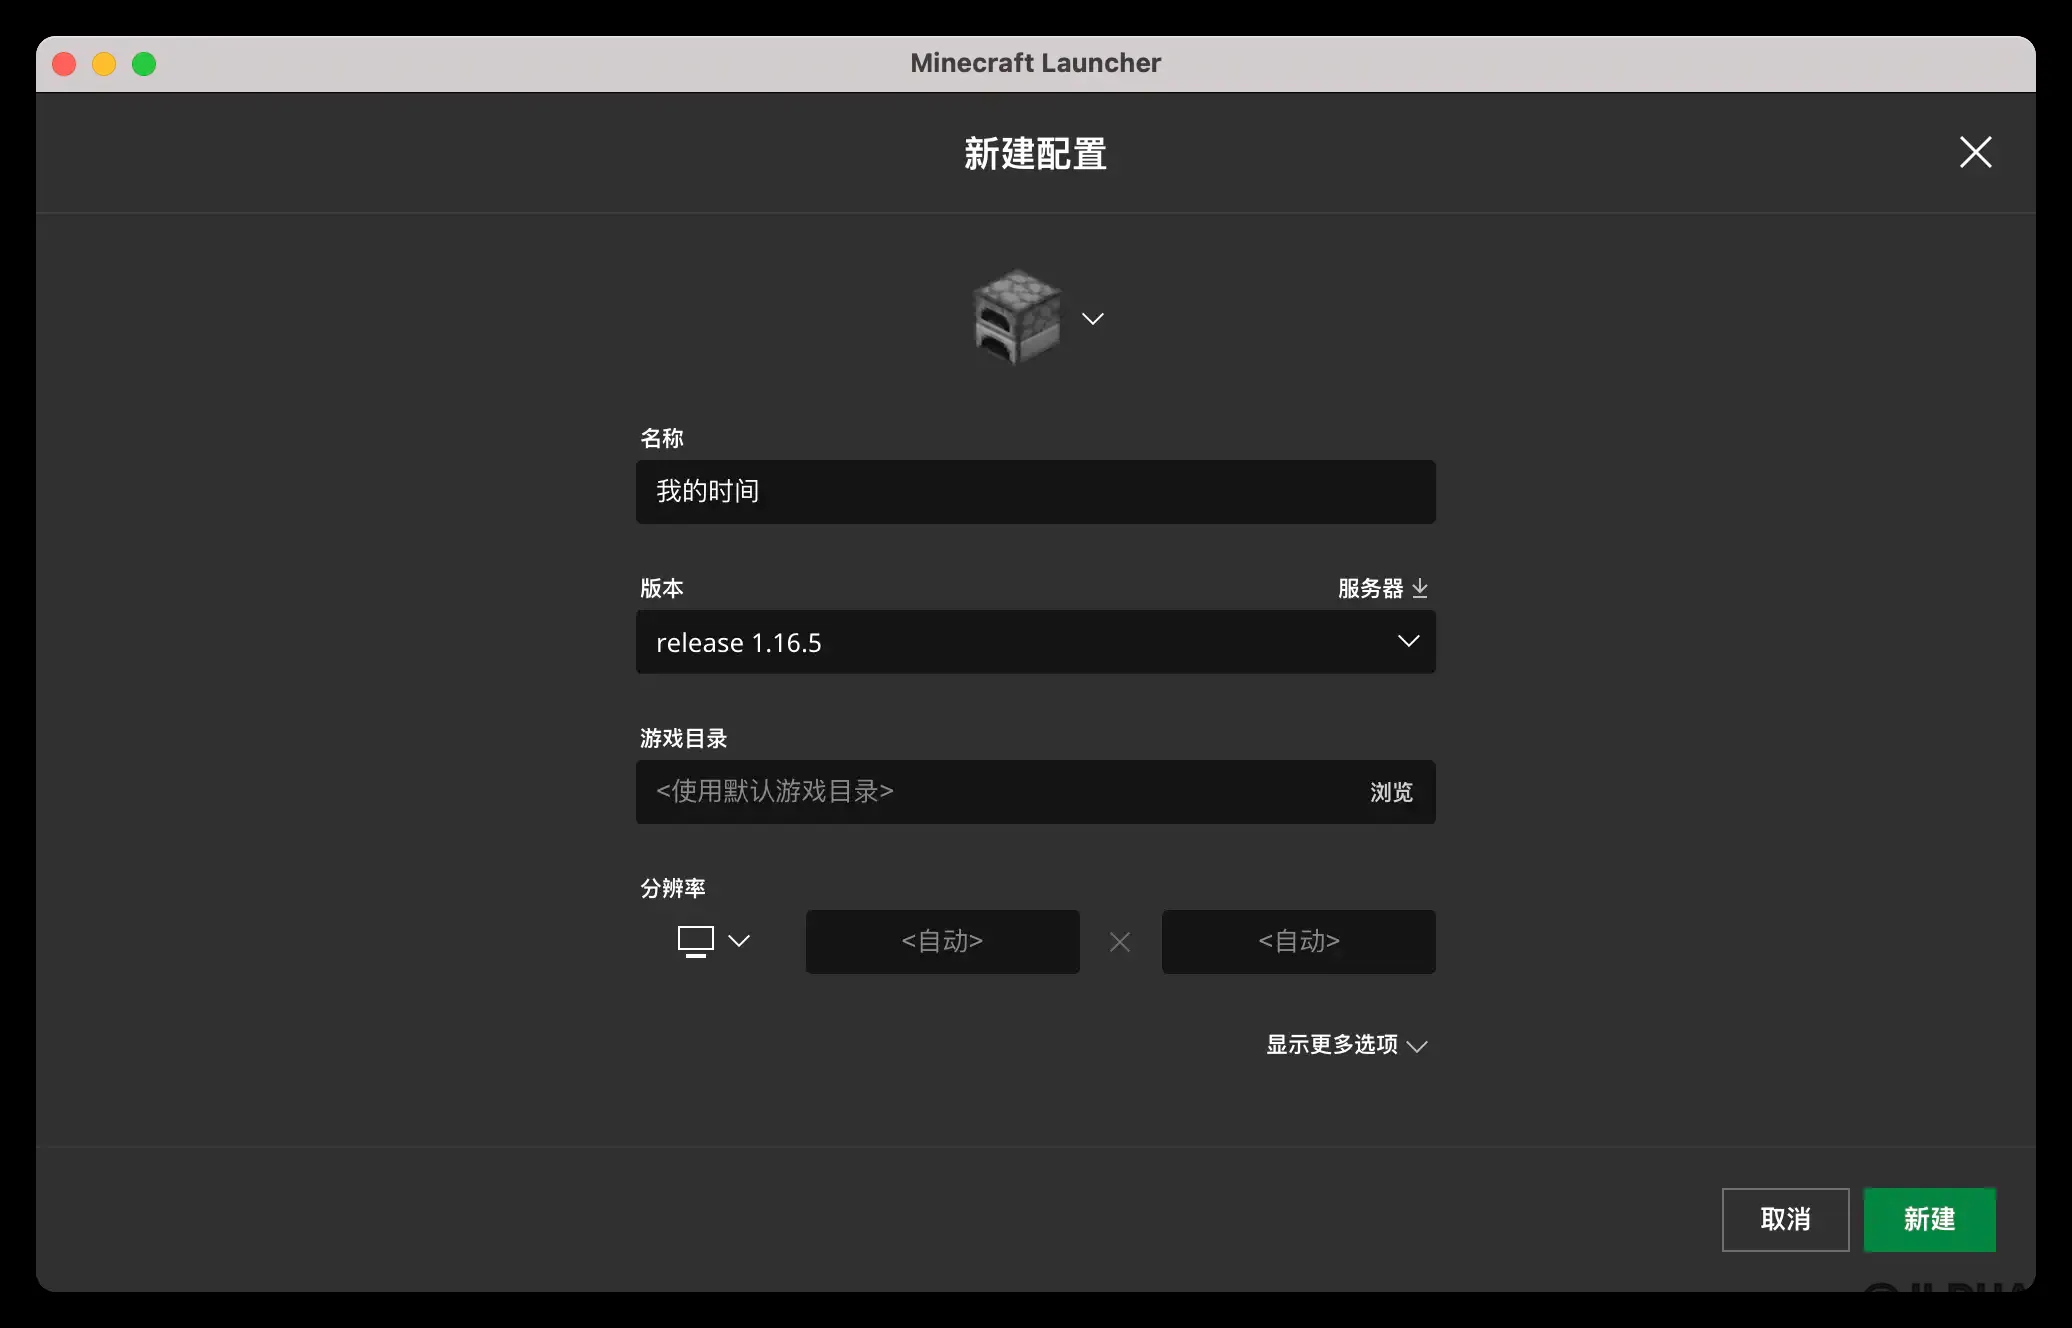 Minecraft Launcher
新建配置
名称
我的时间
版本
服务器
release 1.16.5
游戏目录
<使用默认游戏目录>
浏览
分辨率
<自动>
<自动>
显示更多选项
取消
新建